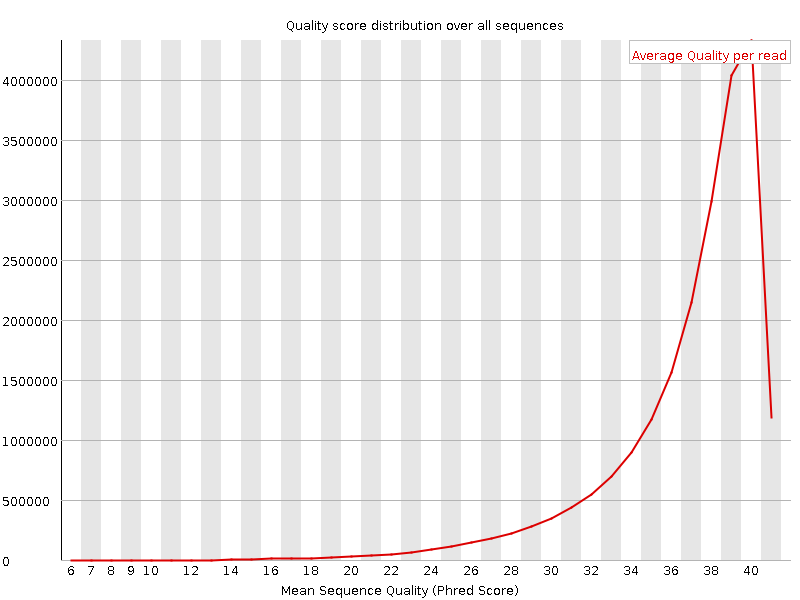 Quality score distribution over all sequences
Average Quality per read
4000000
3500000
3000000
2500000
2000000
1500000
1000000
500000
0
6 7 8 9 10 12 14 16 18 20 22 24 26 28 30 32 34 36 38 40
Mean Sequence Quality (Phred Score)